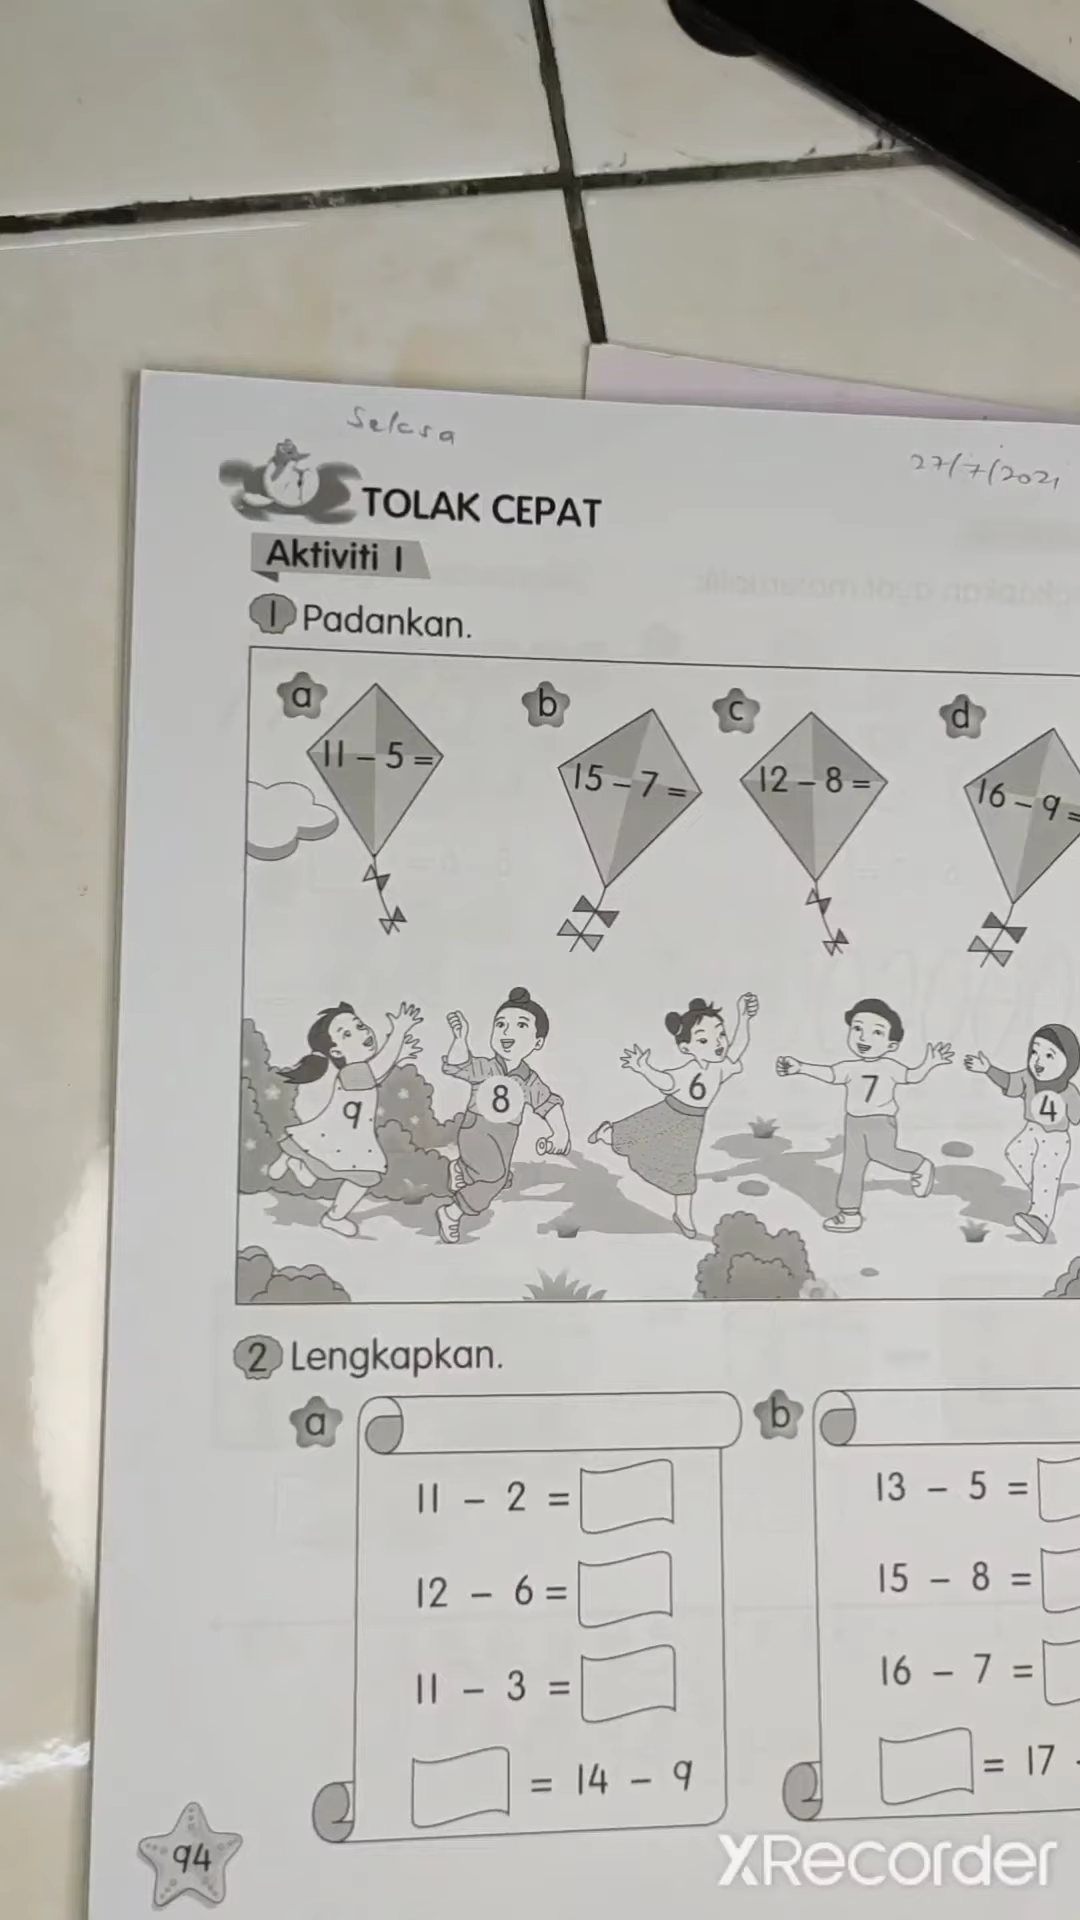 Selasa
27/7/2021
TOLAK CEPAT
Aktiviti 1
1 Padankan.
a
11 – 5 =
b
15 – 7 =
c
12 – 8 =
d
16 – 9 =
9
8
6
7
4
2 Lengkapkan.
a
11 – 2 =
12 – 6 =
11 – 3 =
= 14 – 9
b
13 – 5 =
15 – 8 =
16 – 7 =
= 17
94
XRecorder